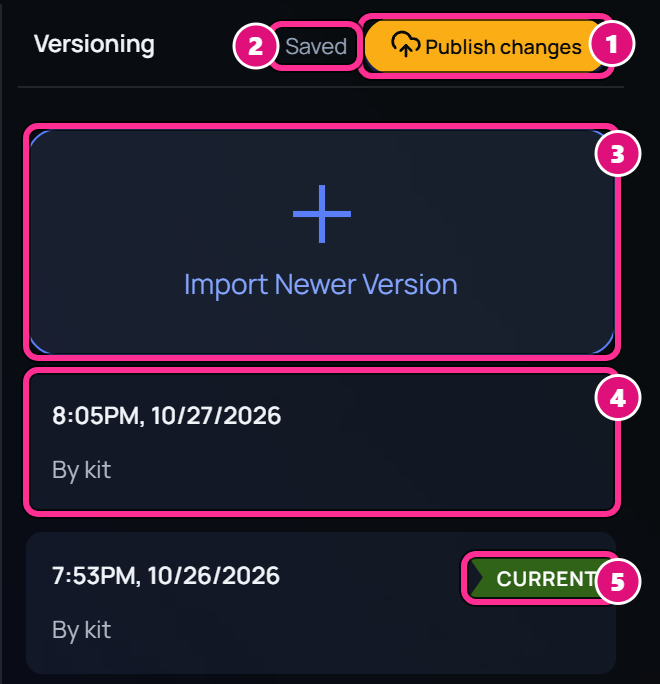 Versioning
2
Saved
Publish changes
1
3
Import Newer Version
4
8:05PM, 10/27/2026
By kit
7:53PM, 10/26/2026
CURRENT
5
By kit